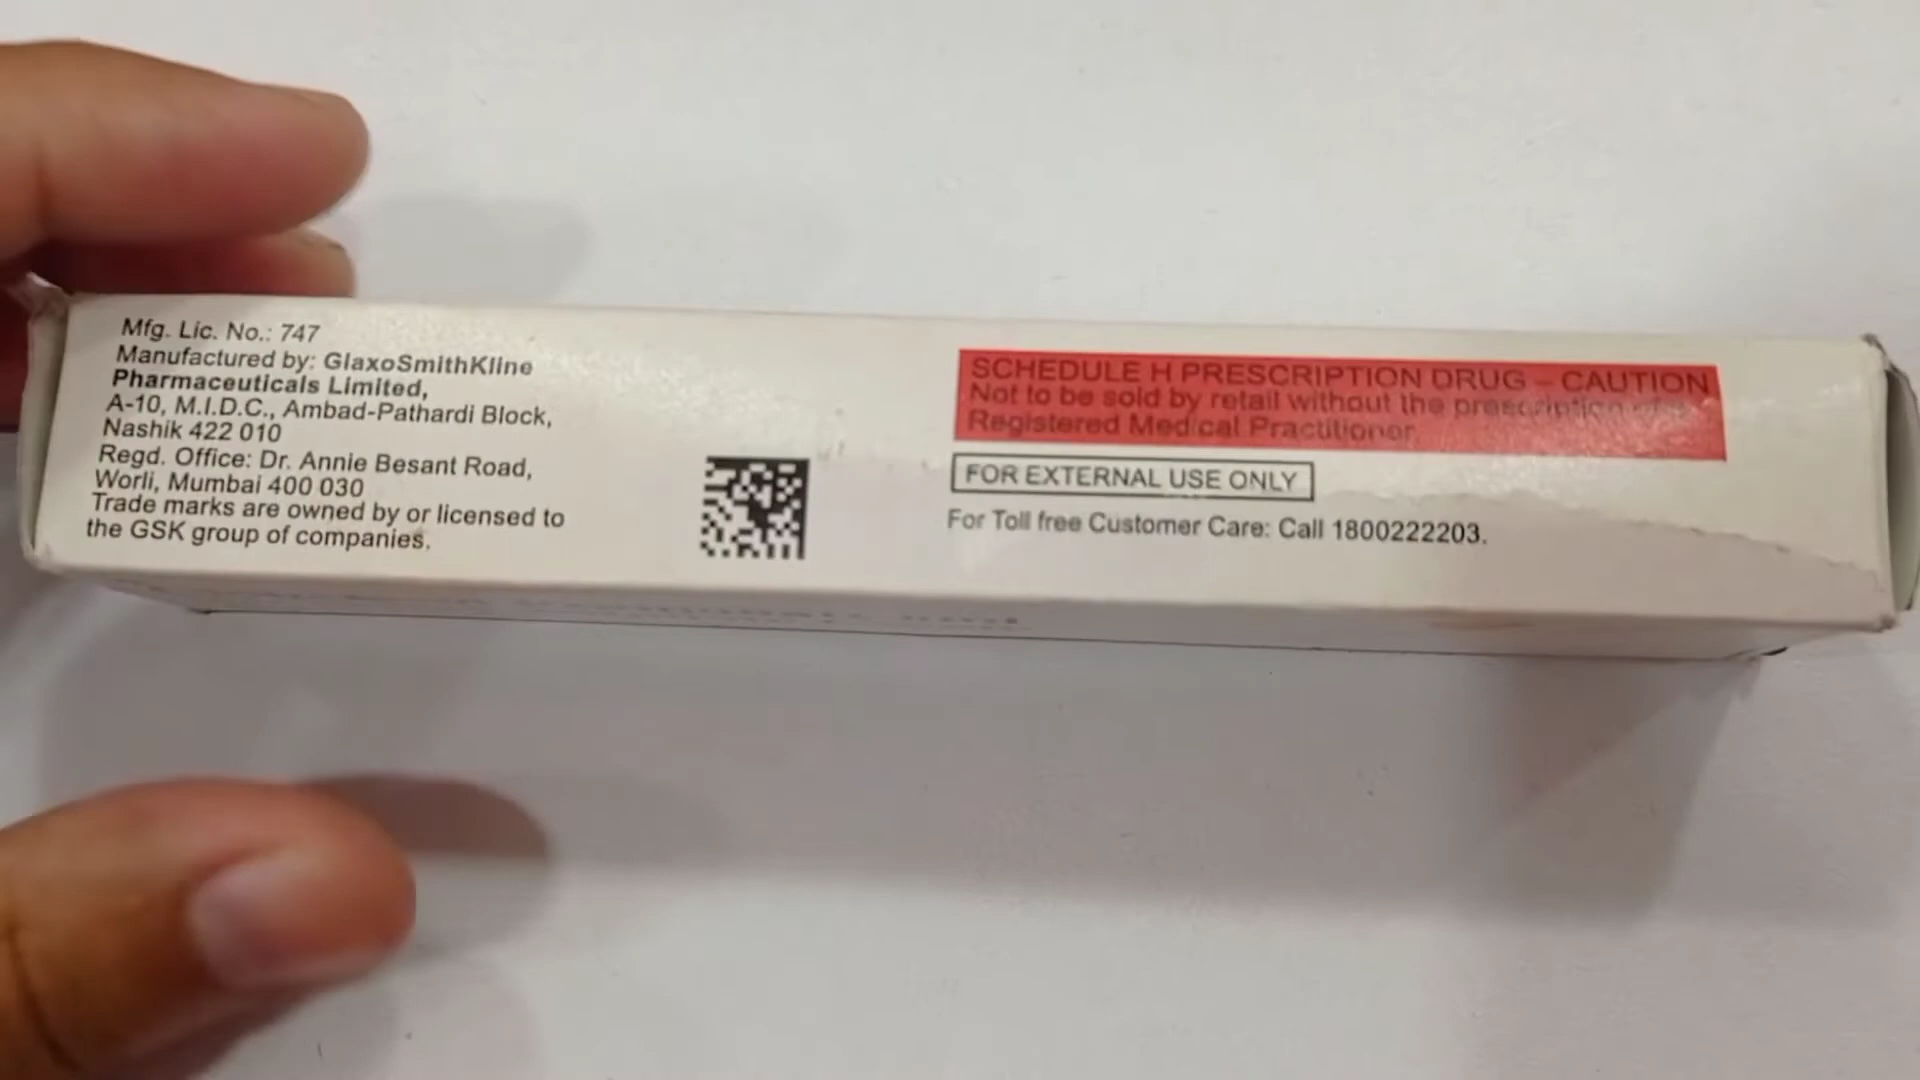 Mfg. Lic. No.: 747
Manufactured by: GlaxoSmithKline
Pharmaceuticals Limited,
A-10, M.I.D.C., Ambad-Pathardi Block,
Nashik 422 010
Regd. Office: Dr. Annie Besant Road,
Worli, Mumbai 400 030
Trade marks are owned by or licensed to
the GSK group of companies.
SCHEDULE H PRESCRIPTION DRUG – CAUTION
Not to be sold by retail without the prescription
Registered Medical Practitioner
FOR EXTERNAL USE ONLY
For Toll free Customer Care: Call 1800222203.